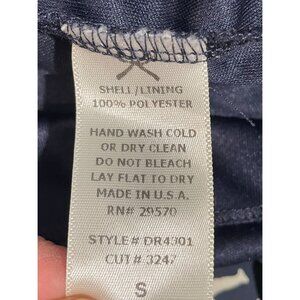 SHELL/LINING
100% POLYESTER
HAND WASH COLD
OR DRY CLEAN
DO NOT BLEACH
LAY FLAT TO DRY
MADE IN U.S.A.
RN# 29570
STYLE # DR4301
CUT # 3247
S